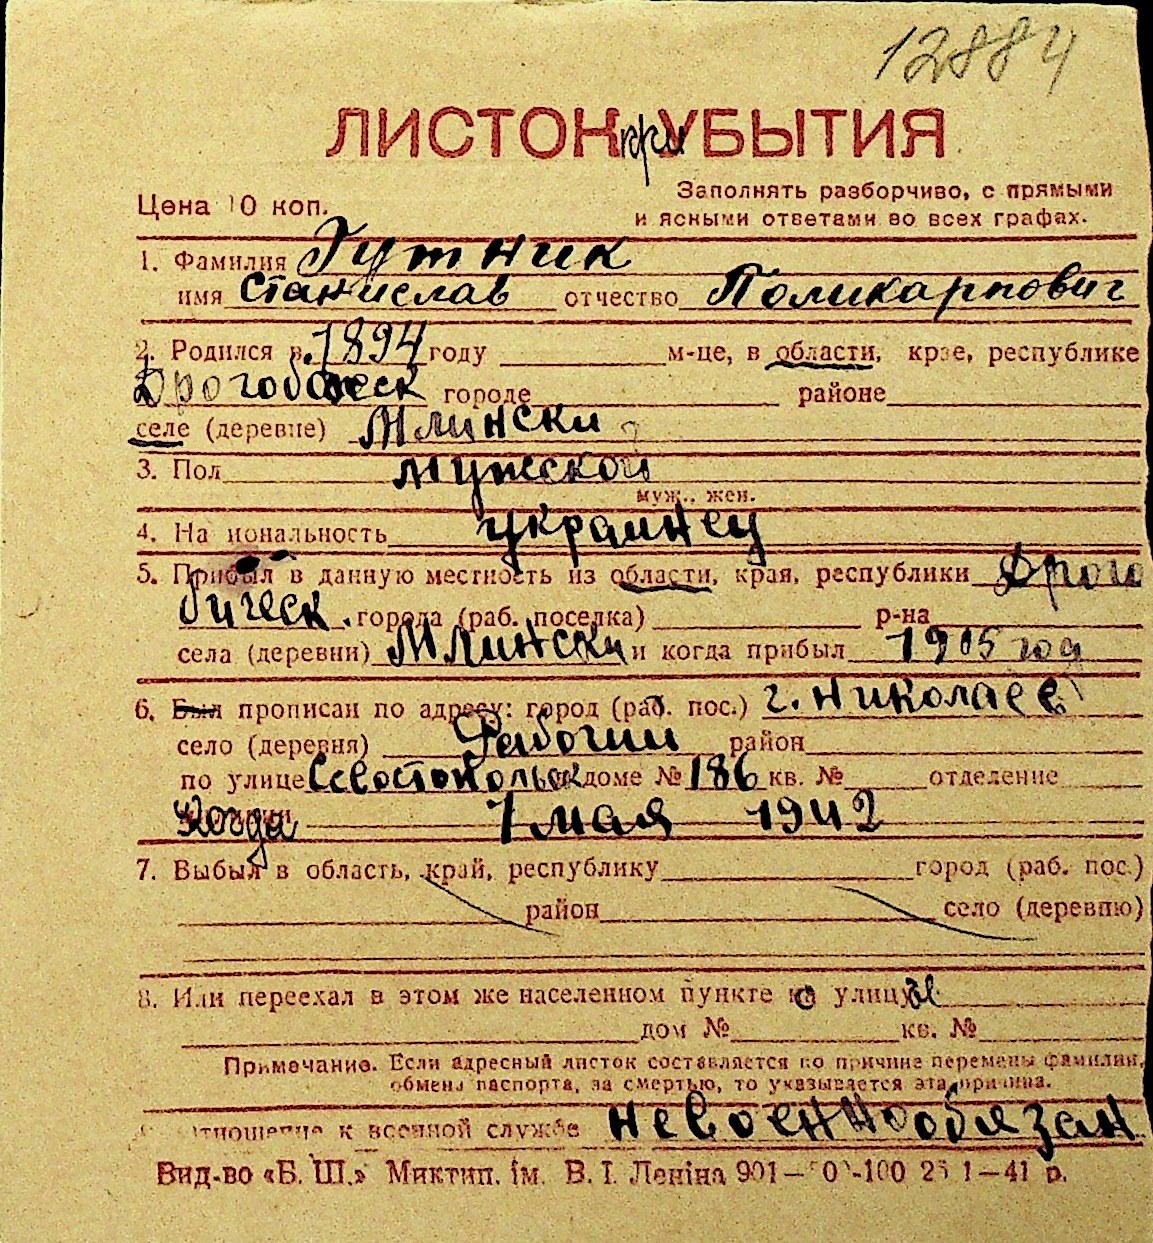 12884
ЛИСТОК при УБЫТИЯ
Цена 10 коп.
Заполнять разборчиво, с прямыми
и ясными ответами во всех графах.
1. Фамилия Гутник
имя Станислав отчество Поликарпович
2. Родился в 1894 году м-це, в области, крае, республике
городе районе
селе (деревне) Млински
3. Пол мужской
муж., жен.
4. Национальность украинец
5. Прибыл в данную местность из области, края, республики Дрого
бическ. города (раб. поселка) р-на
села (деревни) Млински и когда прибыл 1905 год
6. Был прописан по адресу: город (раб. пос.) г. Николаев
село (деревня) район
по улице доме № 186 кв. № отделение
Когда 1 мая 1942
7. Выбыл в область, край, республику город (раб. пос.)
район село (деревню)
8. Или переехал в этом же населенном пункте улицы
дом № кв. №
Примечание. Если адресный листок составляется по причине перемены фамилии,
обмена паспорта, за смертью, то указывается эта причина.
отношение к военной службе невоеннообязан
Вид-во «Б. Ш.» Миктип. ім. В. І. Леніна 901— 1—41 р.